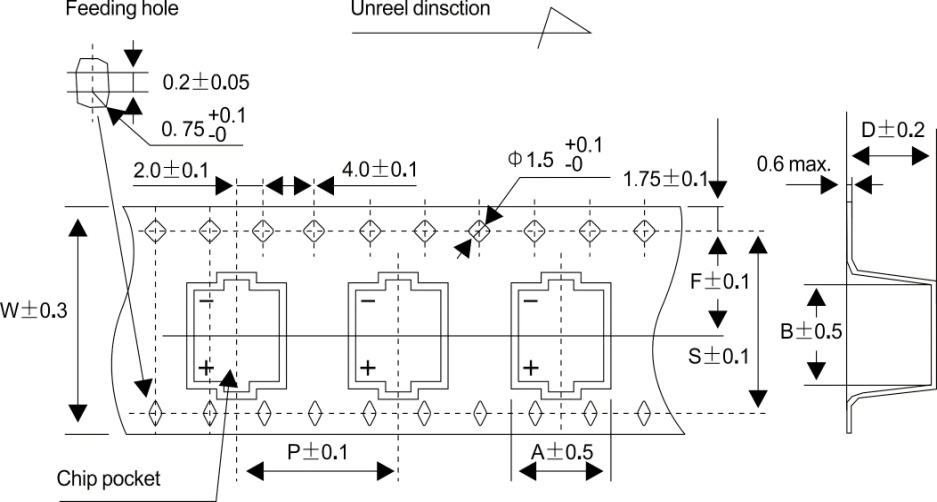 Feeding hole
Unreel dinsction
0.2±0.05
0.75 +0.1 -0
2.0±0.1
4.0±0.1
Φ1.5 +0.1 -0
1.75±0.1
0.6 max.
D±0.2
W±0.3
F±0.1
B±0.5
S±0.1
− − −
+ + +
P±0.1
A±0.5
Chip pocket